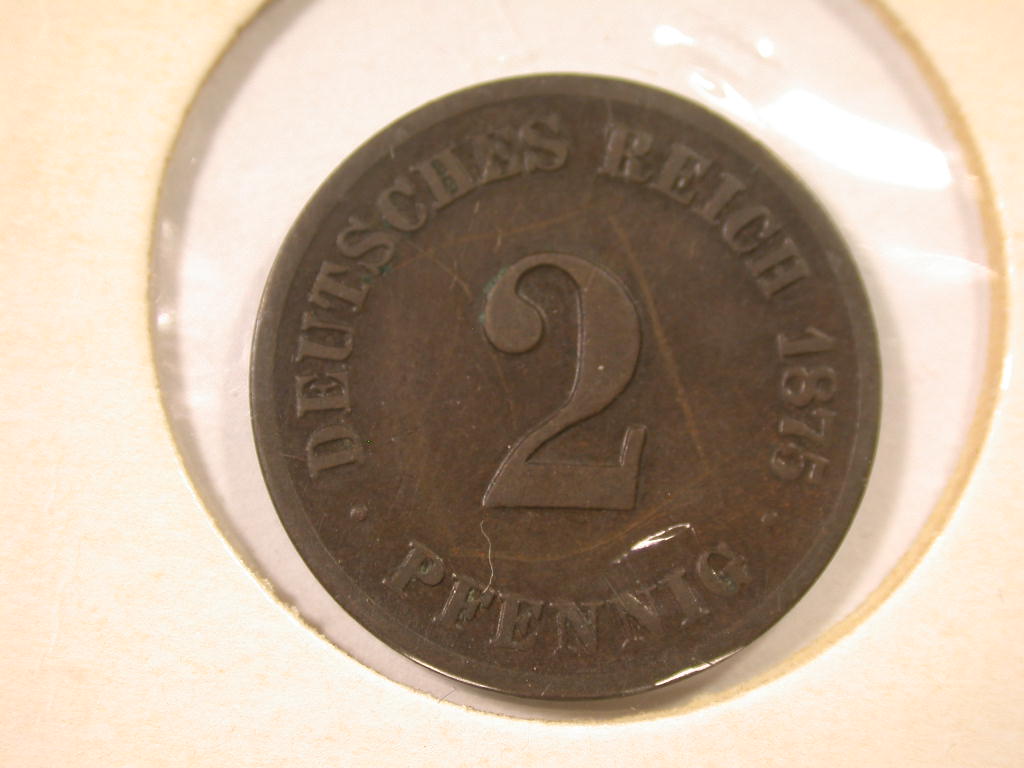 · DEUTSCHES REICH 1875 ·
2
PFENNIG